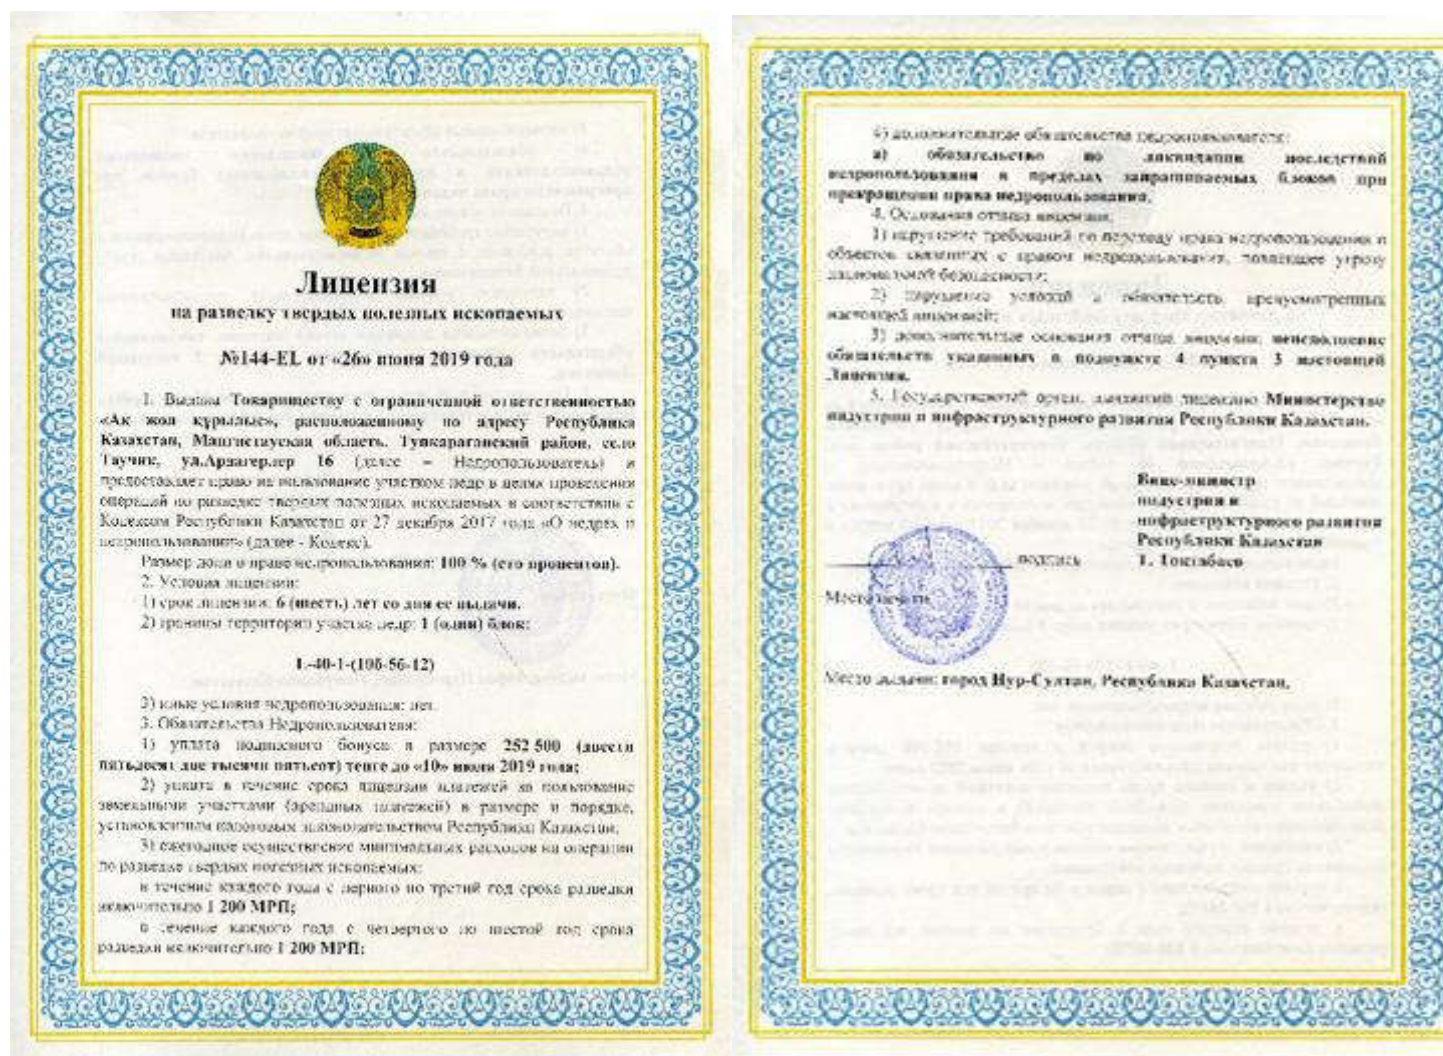 Лицензия
на разведку твердых полезных ископаемых
№144-EL от «26» июня 2019 года
1. Выдана Товариществу с ограниченной ответственностью
«Ак жол құрылыс», расположенному по адресу Республика
Казахстан, Мангистауская область, Тупкараганский район, село
Таучик, 16 (далее – Недропользователь) и
предоставляет право на пользование участком недр в целях проведения
операций по разведке твердых полезных ископаемых в соответствии с
Кодексом Республики Казахстан от 27 декабря 2017 года «О недрах и
недропользовании» (далее - Кодекс).
Размер доли в праве недропользования: 100 % (сто процентов).
2. Условия лицензии:
1) срок лицензии: 6 (шесть) лет со дня ее выдачи.
2) границы территории участка недр: 1 (один) блок:
L-40-1-(10б-5б-12)
3) иные условия недропользования: нет.
3. Обязательства Недропользователя:
1) уплата подписного бонуса в размере 252 500 (двести
пятьдесят две тысячи пятьсот) тенге до «10» июля 2019 года;
2) уплата в течение срока лицензии платежей за пользование
земельными участками (арендных платежей) в размере и порядке,
установленным налоговым законодательством Республики Казахстан;
3) ежегодное осуществление минимальных расходов на операции
по разведке твердых полезных ископаемых:
в течение каждого года с первого по третий год срока разведки
включительно 1 200 МРП;
в течение каждого года с четвертого по шестой год срока
разведки включительно 1 200 МРП;
4) дополнительные обязательства недропользователя:
а) обязательство по ликвидации последствий
недропользования в пределах запрашиваемых блоков при
прекращении права недропользования.
4. Основания отзыва лицензии:
1) нарушение требований по переходу права недропользования и
объектов связанных с правом недропользования, повлекшее угрозу
национальной безопасности;
2) нарушение условий и обязательств, предусмотренных
настоящей лицензией;
3) дополнительные основания отзыва лицензии: неисполнение
обязательств указанных в подпункте 4 пункта 3 настоящей
Лицензии.
5. Государственный орган, выдавший лицензию Министерство
индустрии и инфраструктурного развития Республики Казахстан.
Вице-министр
индустрии и
инфраструктурного развития
Республики Казахстан
подпись Т. Токтабаев
Место печати
Место выдачи: город Нур-Султан, Республика Казахстан.